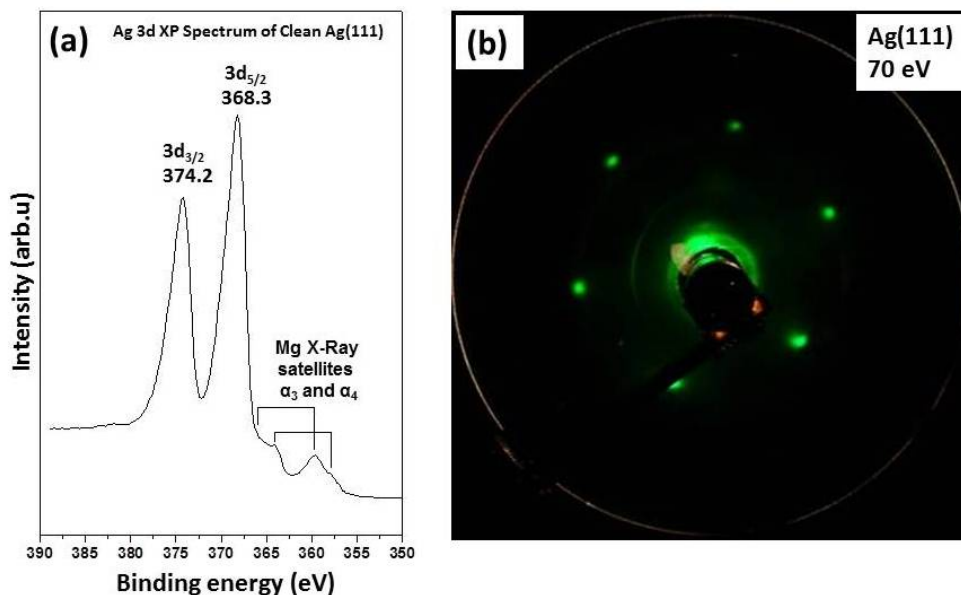 (a)
Ag 3d XP Spectrum of Clean Ag(111)
3d5/2
368.3
3d3/2
374.2
Mg X-Ray
satellites
α3 and α4
Intensity (arb.u)
390 385 380 375 370 365 360 355 350
Binding energy (eV)
(b)
Ag(111)
70 eV